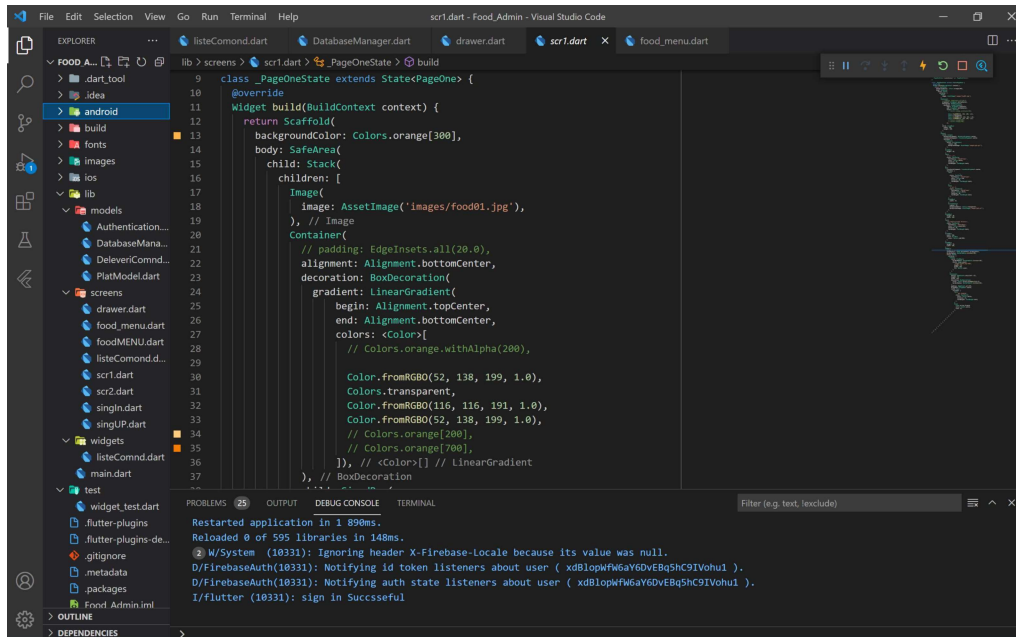 File Edit Selection View Go Run Terminal Help scr1.dart - Food_Admin - Visual Studio Code
EXPLORER ...
listeComond.dart DatabaseManager.dart drawer.dart scr1.dart food_menu.dart
FOOD_A...
lib > screens > scr1.dart > _PageOneState > build
.dart_tool
.idea
android
build
fonts
images
ios
lib
models
Authentication....
DatabaseMana...
DeleveriComnd...
PlatModel.dart
screens
drawer.dart
food_menu.dart
foodMENU.dart
listeComond.d...
scr1.dart
scr2.dart
singIn.dart
singUP.dart
widgets
listeComnd.dart
main.dart
test
widget_test.dart
.flutter-plugins
.flutter-plugins-de...
.gitignore
.metadata
.packages
Food_Admin.iml
OUTLINE
DEPENDENCIES
1
9 class _PageOneState extends State<PageOne> {
10 @override
11 Widget build(BuildContext context) {
12 return Scaffold(
13 backgroundColor: Colors.orange[300],
14 body: SafeArea(
15 child: Stack(
16 children: [
17 Image(
18 image: AssetImage('images/food01.jpg'),
19 ), // Image
20 Container(
21 // padding: EdgeInsets.all(20.0),
22 alignment: Alignment.bottomCenter,
23 decoration: BoxDecoration(
24 gradient: LinearGradient(
25 begin: Alignment.topCenter,
26 end: Alignment.bottomCenter,
27 colors: <Color>[
28 // Colors.orange.withAlpha(200),
29
30 Color.fromRGBO(52, 138, 199, 1.0),
31 Colors.transparent,
32 Color.fromRGBO(116, 116, 191, 1.0),
33 Color.fromRGBO(52, 138, 199, 1.0),
34 // Colors.orange[200],
35 // Colors.orange[700],
36 ]), // <Color>[] // LinearGradient
37 ), // BoxDecoration
PROBLEMS 25 OUTPUT DEBUG CONSOLE TERMINAL Filter (e.g. text, !exclude)
Restarted application in 1 890ms.
Reloaded 0 of 595 libraries in 148ms.
2 W/System (10331): Ignoring header X-Firebase-Locale because its value was null.
D/FirebaseAuth(10331): Notifying id token listeners about user ( xdBlopWfW6aY6DvEBq5hC9IVohu1 ).
D/FirebaseAuth(10331): Notifying auth state listeners about user ( xdBlopWfW6aY6DvEBq5hC9IVohu1 ).
I/flutter (10331): sign in Succsseful
>